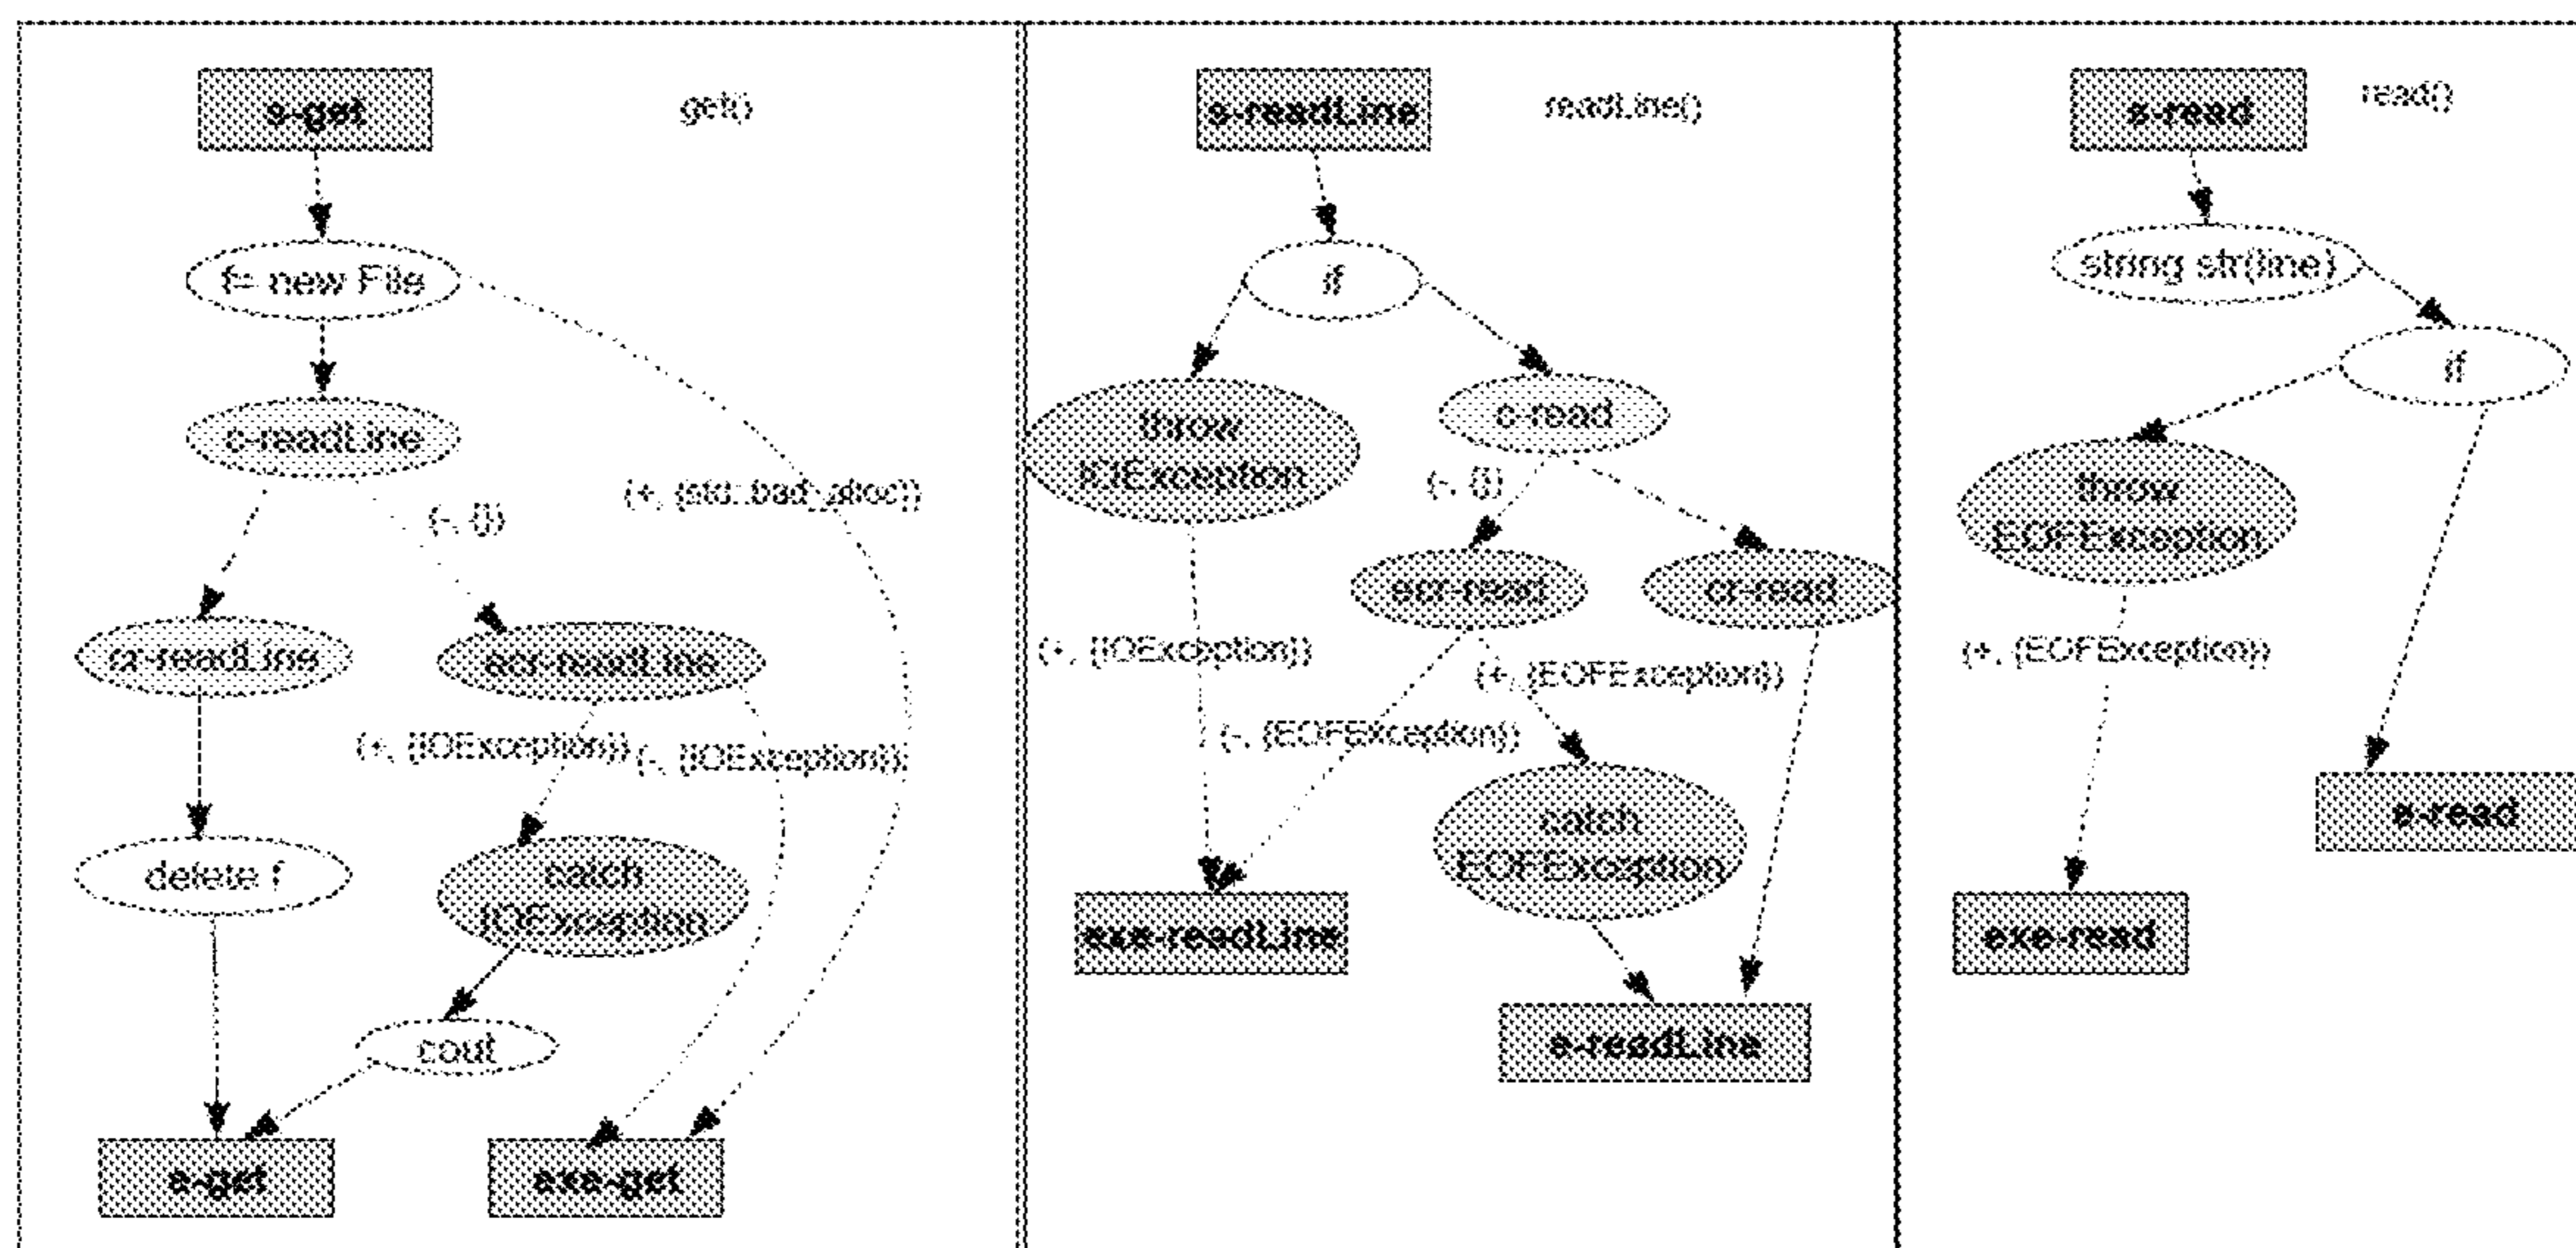 s-get
get()
f= new File
c-readLine
(-, {})
(+, {std::bad_alloc})
cr-readLine
ecr-readLine
(+, {IOException})
(-, {IOException})
delete f
catch
IOException
cout
e-get
exe-get
s-readLine
readLine()
if
throw
IOException
c-read
(-, {})
ecr-read
cr-read
(+, {IOException})
(+, {EOFException})
(-, {EOFException})
catch
EOFException
exe-readLine
e-readLine
s-read
read()
string str(line)
if
throw
EOFException
(+, {EOFException})
e-read
exe-read